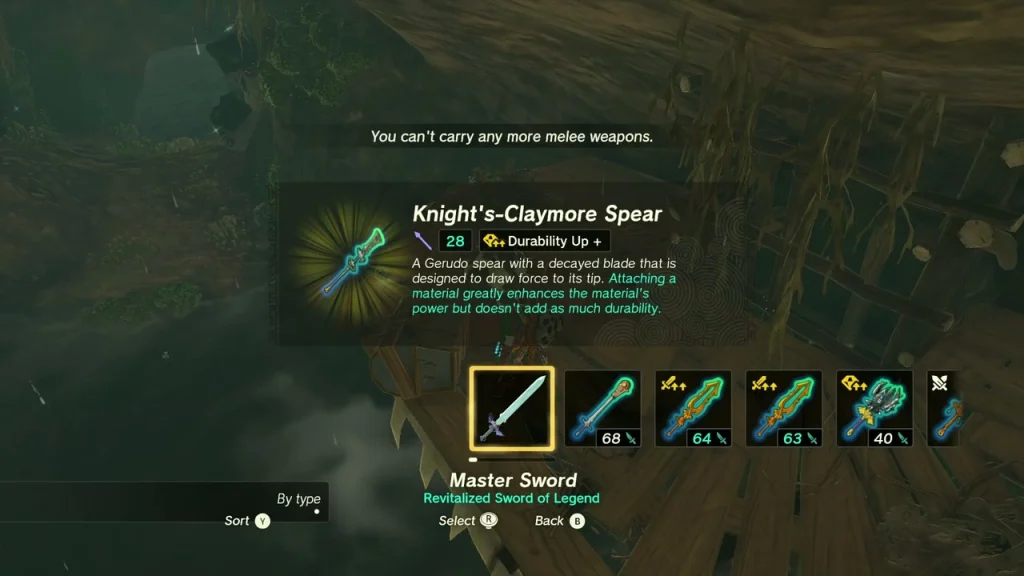 You can't carry any more melee weapons.
Knight's-Claymore Spear
28 Durability Up +
A Gerudo spear with a decayed blade that is
designed to draw force to its tip. Attaching a
material greatly enhances the material's
power but doesn't add as much durability.
68 64 63 40
Master Sword
Revitalized Sword of Legend
By type
Sort Y
Select R Back B